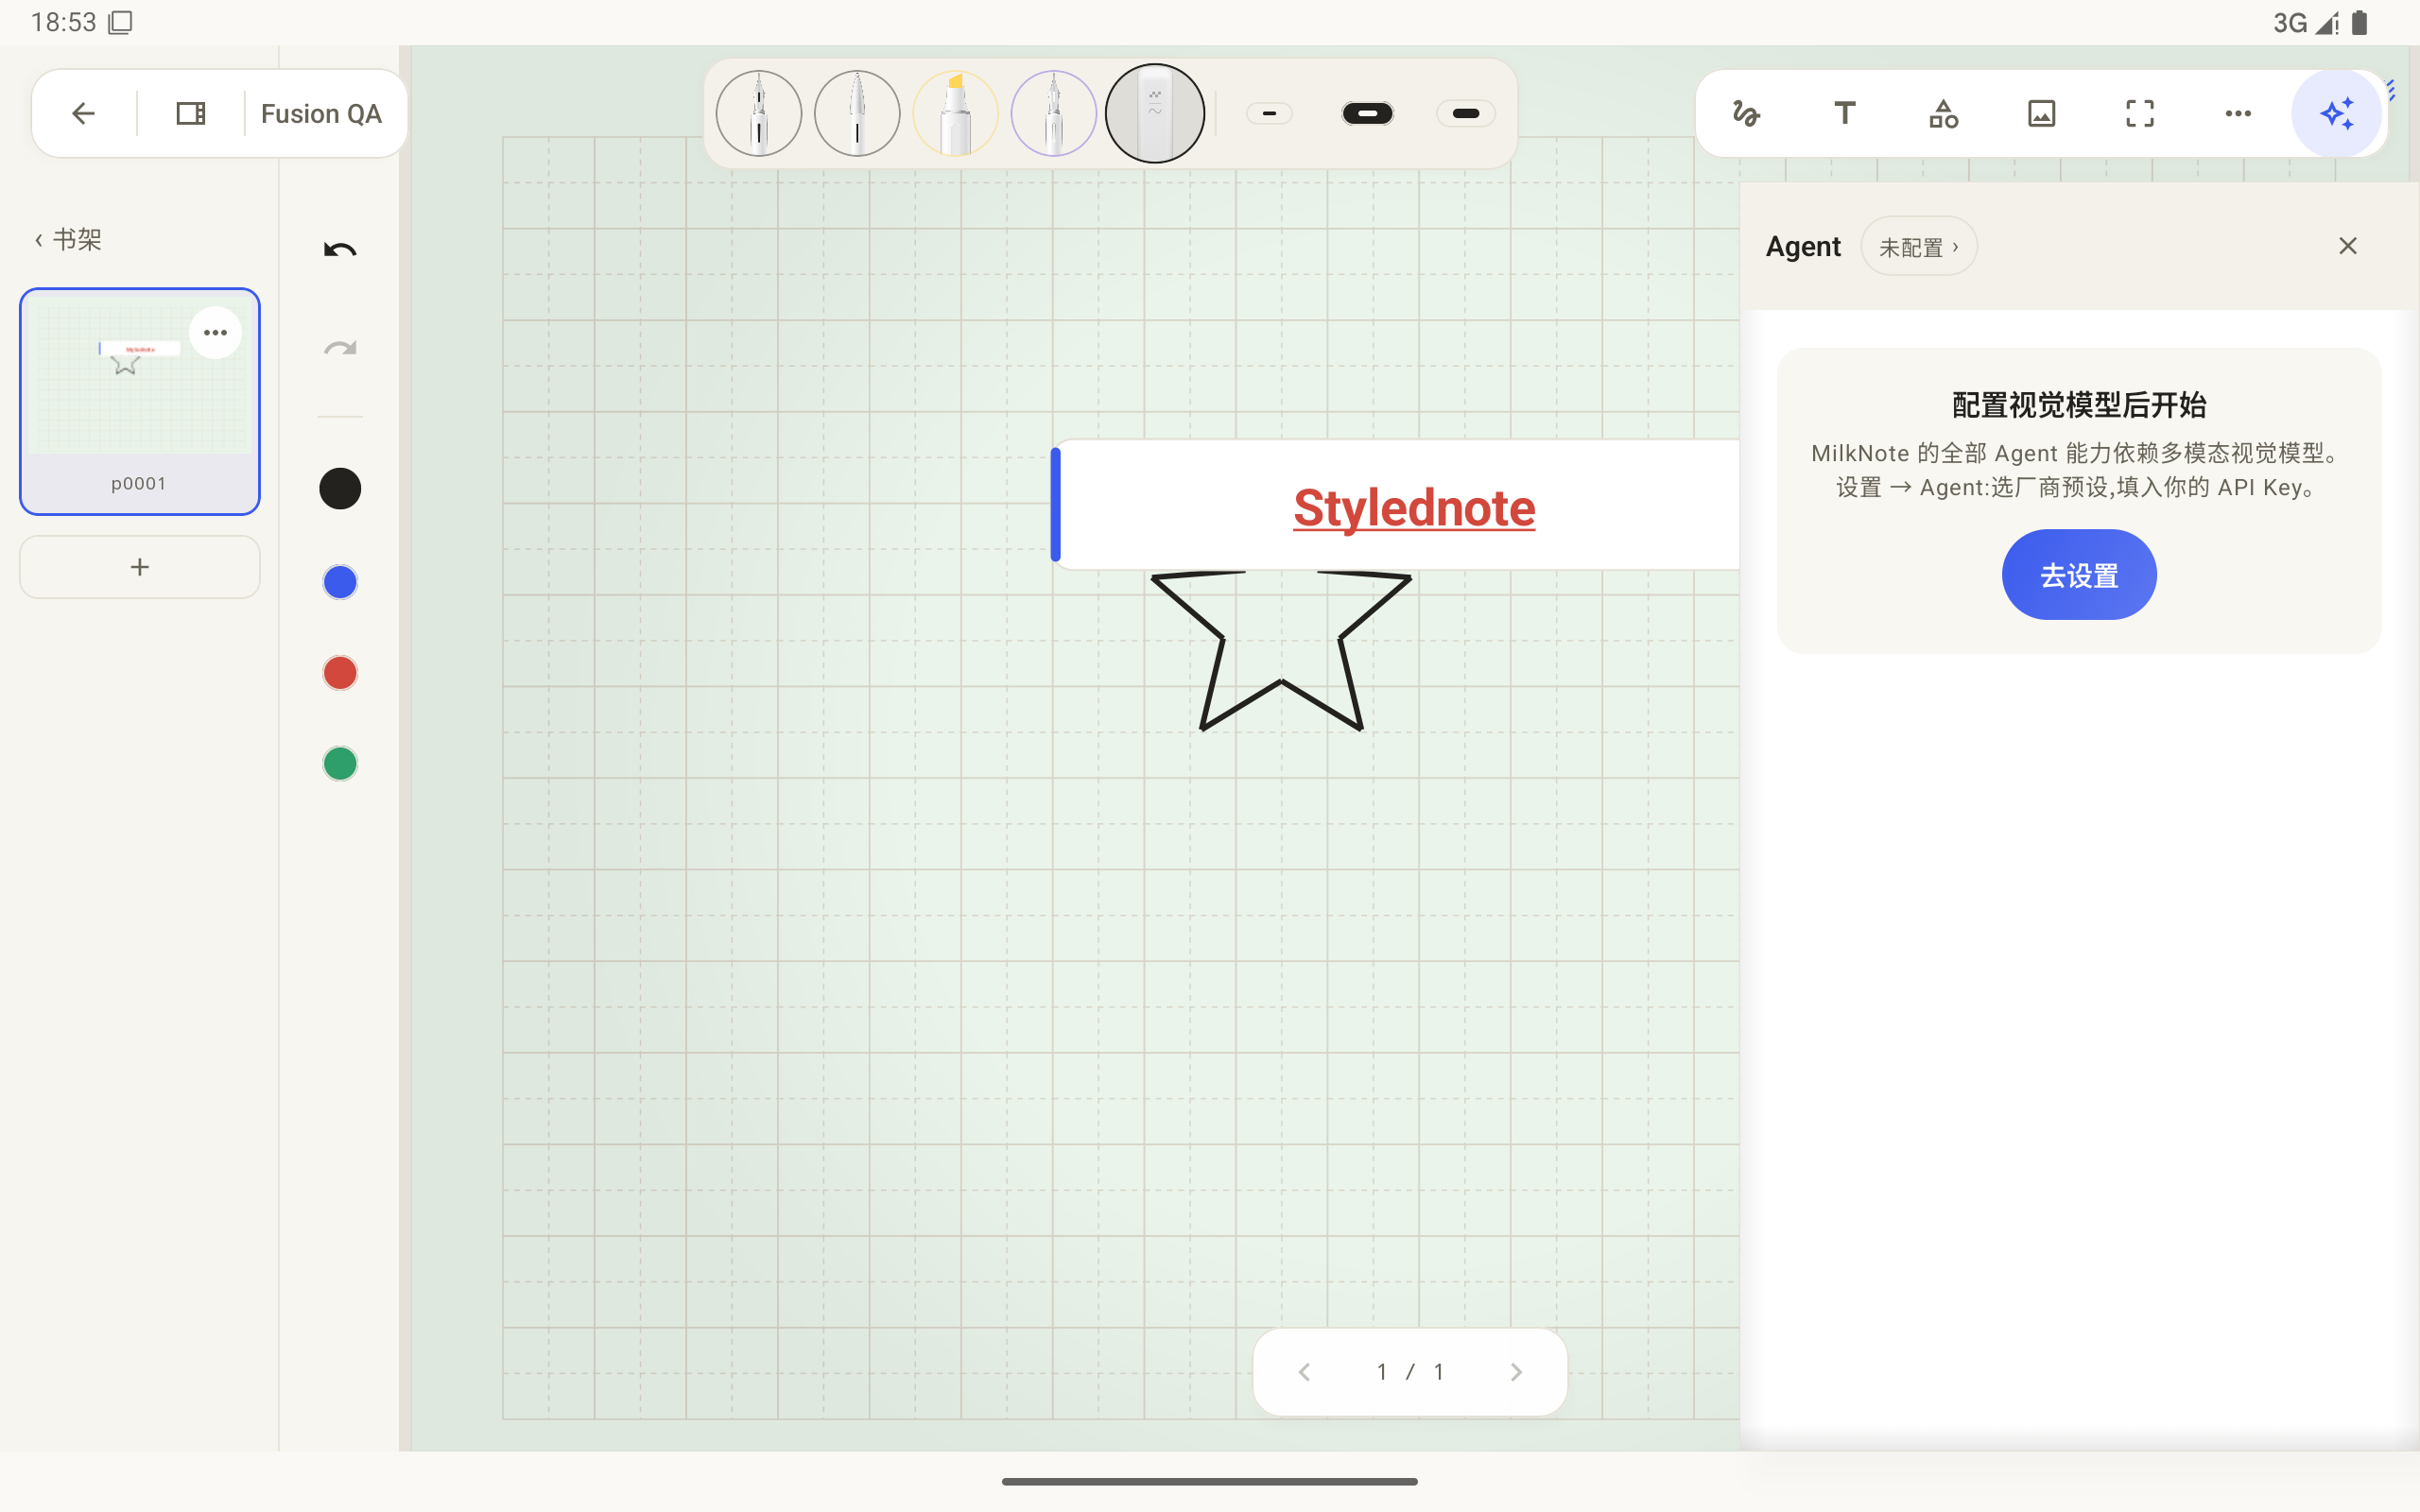 18:53
3G
Fusion QA
‹ 书架
Stylednote
p0001
Stylednote
1 / 1
Agent
未配置 ›
配置视觉模型后开始
MilkNote 的全部 Agent 能力依赖多模态视觉模型。
设置 → Agent:选厂商预设,填入你的 API Key。
去设置